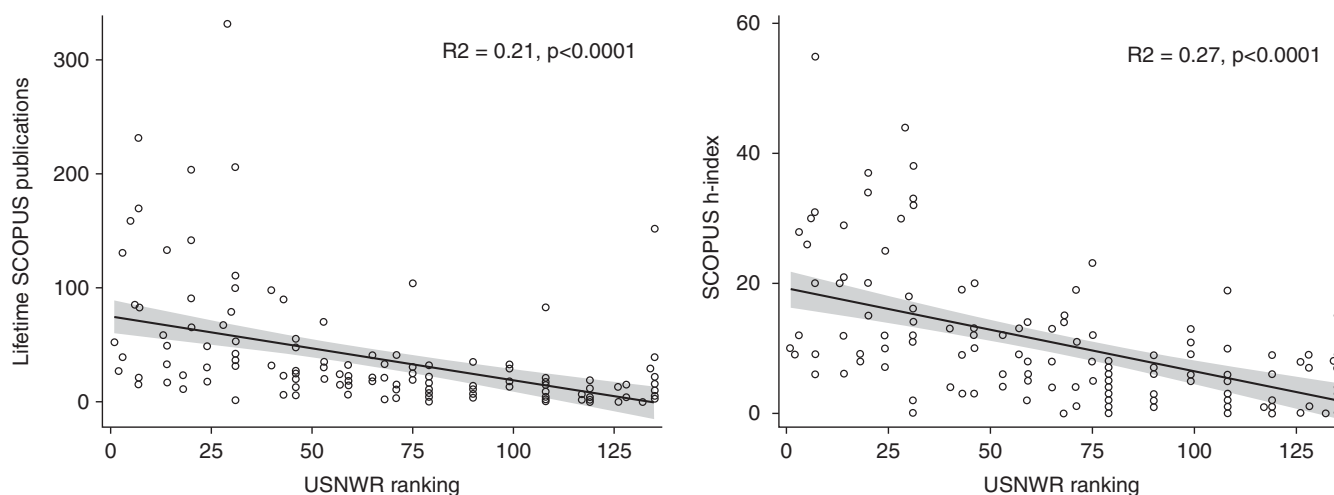 R2 = 0.21, p<0.0001
Lifetime SCOPUS publications
300
200
100
0
0 25 50 75 100 125
USNWR ranking
R2 = 0.27, p<0.0001
SCOPUS h-index
60
40
20
0
0 25 50 75 100 125
USNWR ranking